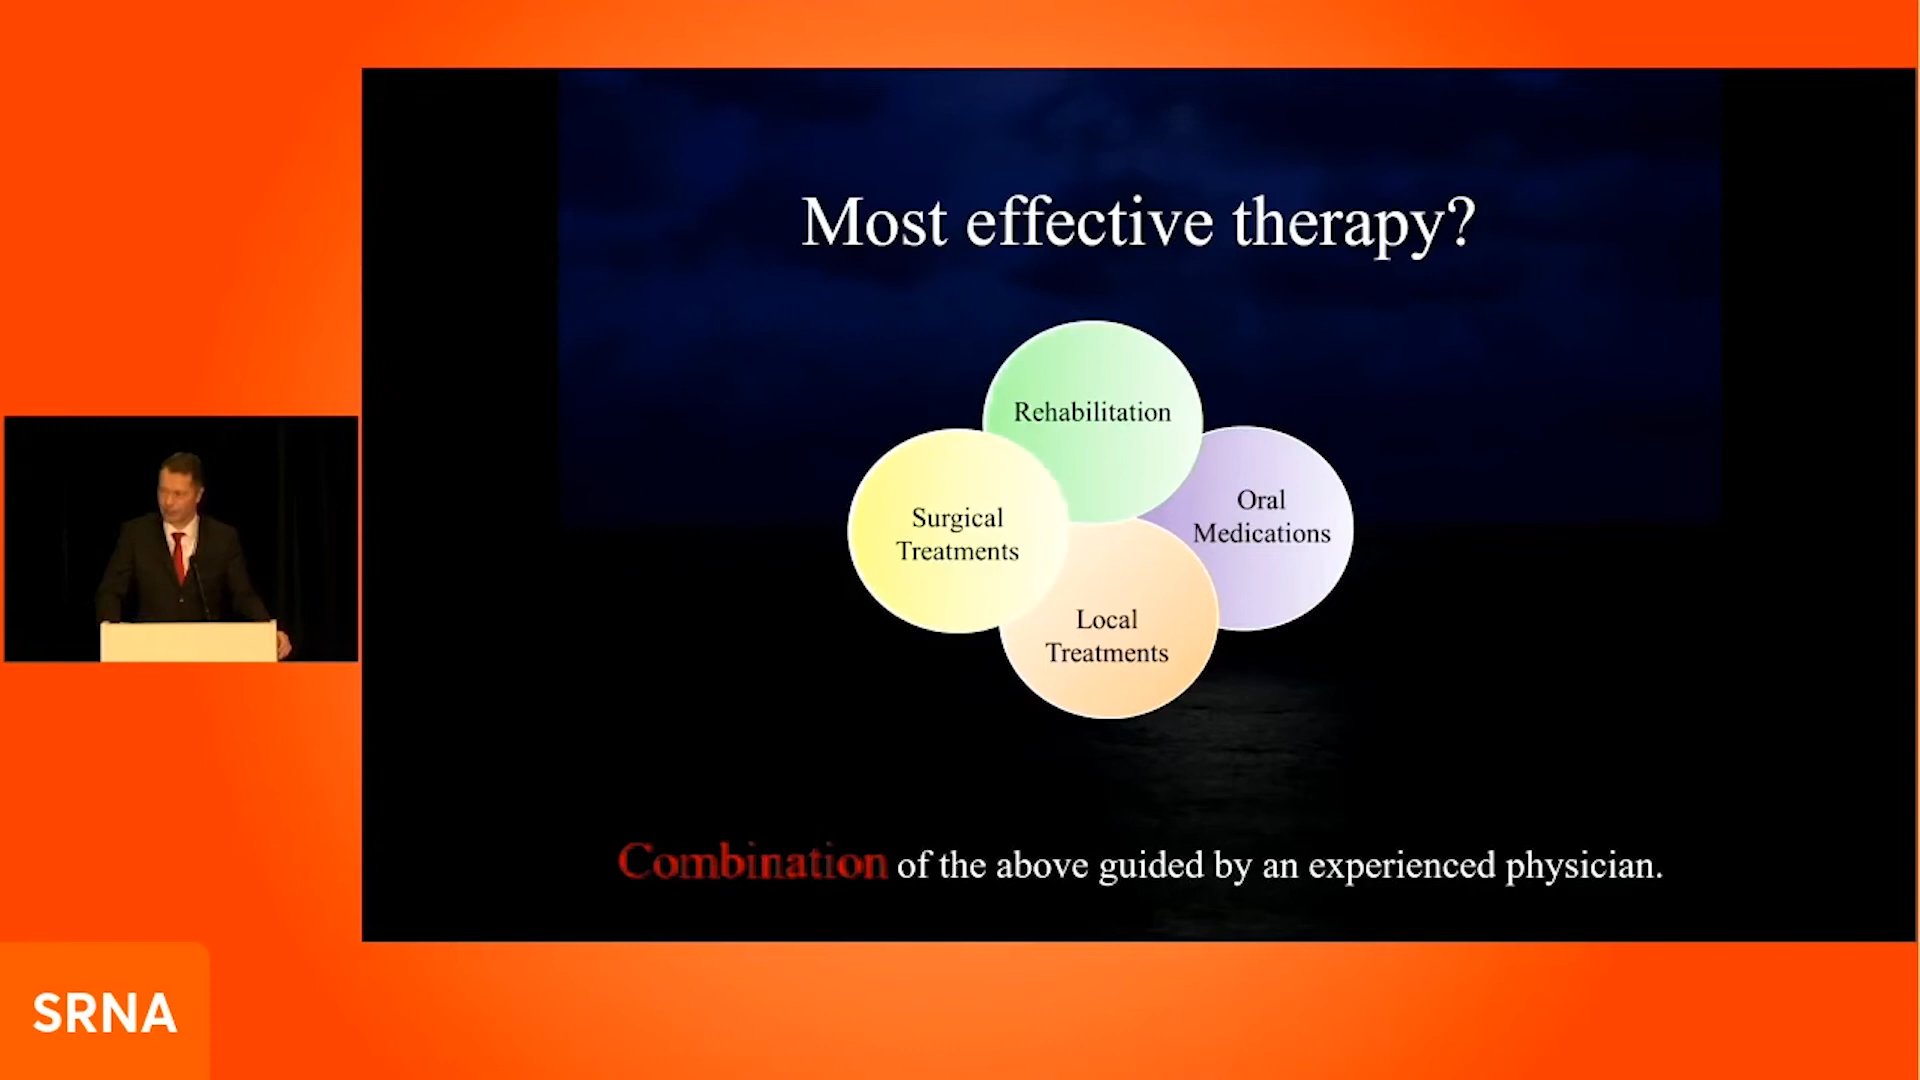 Most effective therapy?
Rehabilitation
Surgical
Treatments
Oral
Medications
Local
Treatments
Combination of the above guided by an experienced physician.
SRNA